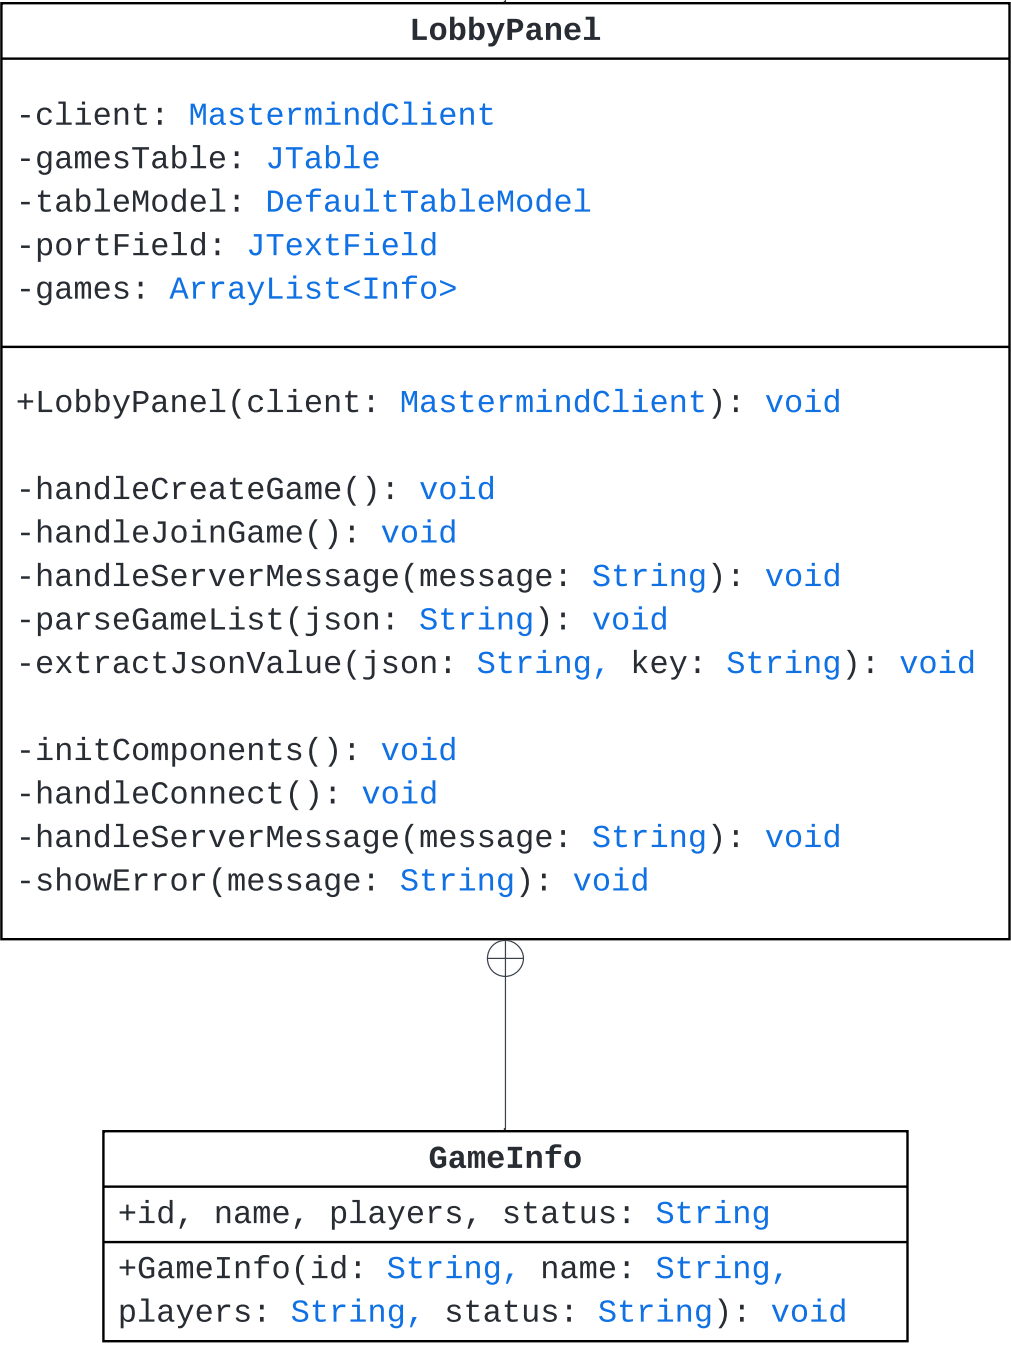 LobbyPanel
-client: MastermindClient
-gamesTable: JTable
-tableModel: DefaultTableModel
-portField: JTextField
-games: ArrayList<Info>
+LobbyPanel(client: MastermindClient): void
-handleCreateGame(): void
-handleJoinGame(): void
-handleServerMessage(message: String): void
-parseGameList(json: String): void
-extractJsonValue(json: String, key: String): void
-initComponents(): void
-handleConnect(): void
-handleServerMessage(message: String): void
-showError(message: String): void
GameInfo
+id, name, players, status: String
+GameInfo(id: String, name: String,
players: String, status: String): void